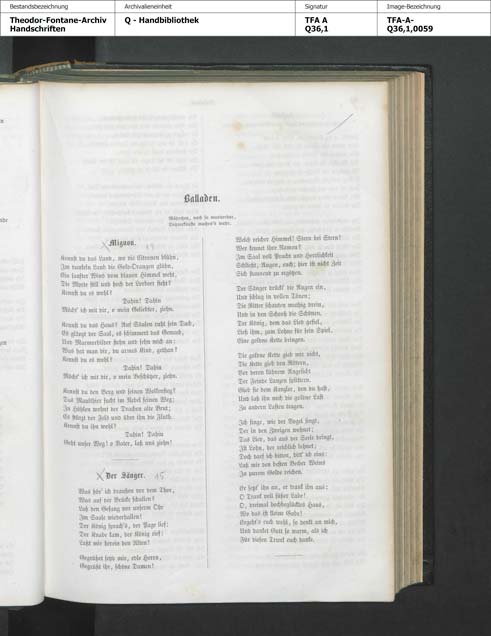 Bestandsbezeichnung
Archivalieneinheit
Signatur
Image-Bezeichnung
Theodor-Fontane-Archiv
Handschriften
Q - Handbibliothek
TFA A
Q36,1
TFA-A-
Q36,1,0059
Balladen.
Märchen, noch so wunderbar,
Dichterkünste machen's wahr.
Mignon.
Kennst du das Land, wo die Citronen blühn,
Im dunkeln Laub die Gold-Orangen glühn,
Ein sanfter Wind vom blauen Himmel weht,
Die Myrte still und hoch der Lorbeer steht?
Kennst du es wohl?
Dahin! Dahin
Möcht' ich mit dir, o mein Geliebter, ziehn.
Kennst du das Haus? Auf Säulen ruht sein Dach,
Es glänzt der Saal, es schimmert das Gemach,
Und Marmorbilder stehn und sehn mich an:
Was hat man dir, du armes Kind, gethan?
Kennst du es wohl?
Dahin! Dahin
Möcht' ich mit dir, o mein Beschützer, ziehn.
Kennst du den Berg und seinen Wolkensteg?
Das Maulthier sucht im Nebel seinen Weg;
In Höhlen wohnt der Drachen alte Brut;
Es stürzt der Fels und über ihn die Fluth.
Kennst du ihn wohl?
Dahin! Dahin
Geht unser Weg! o Vater, laß uns ziehn!
Der Sänger. 15
Was hör' ich draußen vor dem Thor,
Was auf der Brücke schallen?
Laß den Gesang vor unserm Ohr
Im Saale wiederhallen!
Der König sprach's, der Page lief;
Der Knabe kam, der König rief:
Laßt mir herein den Alten!
Gegrüßet seyd mir, edle Herrn,
Gegrüßt ihr, schöne Damen!
Welch reicher Himmel! Stern bei Stern!
Wer kennet ihre Namen?
Im Saal voll Pracht und Herrlichkeit
Schließt, Augen, euch; hier ist nicht Zeit
Sich staunend zu ergötzen.
Der Sänger drückt' die Augen ein,
Und schlug in vollen Tönen;
Die Ritter schauten muthig drein,
Und in den Schooß die Schönen.
Der König, dem das Lied gefiel,
Ließ ihm, zum Lohne für sein Spiel,
Eine goldne Kette bringen.
Die goldne Kette gieb mir nicht,
Die Kette gieb den Rittern,
Vor deren kühnem Angesicht
Der Feinde Lanzen splittern.
Gieb sie dem Kanzler, den du hast,
Und laß ihn noch die goldne Last
Zu andern Lasten tragen.
Ich singe, wie der Vogel singt,
Der in den Zweigen wohnet;
Das Lied, das aus der Kehle dringt,
Ist Lohn, der reichlich lohnet;
Doch darf ich bitten, bitt' ich eins:
Laß mir den besten Becher Weins
In purem Golde reichen.
Er setzt' ihn an, er trank ihn aus:
O Trank voll süßer Labe!
O, dreimal hochbeglücktes Haus,
Wo das ist kleine Gabe!
Ergeht's euch wohl, so denkt an mich,
Und danket Gott so warm, als ich
Für diesen Trunk euch danke.